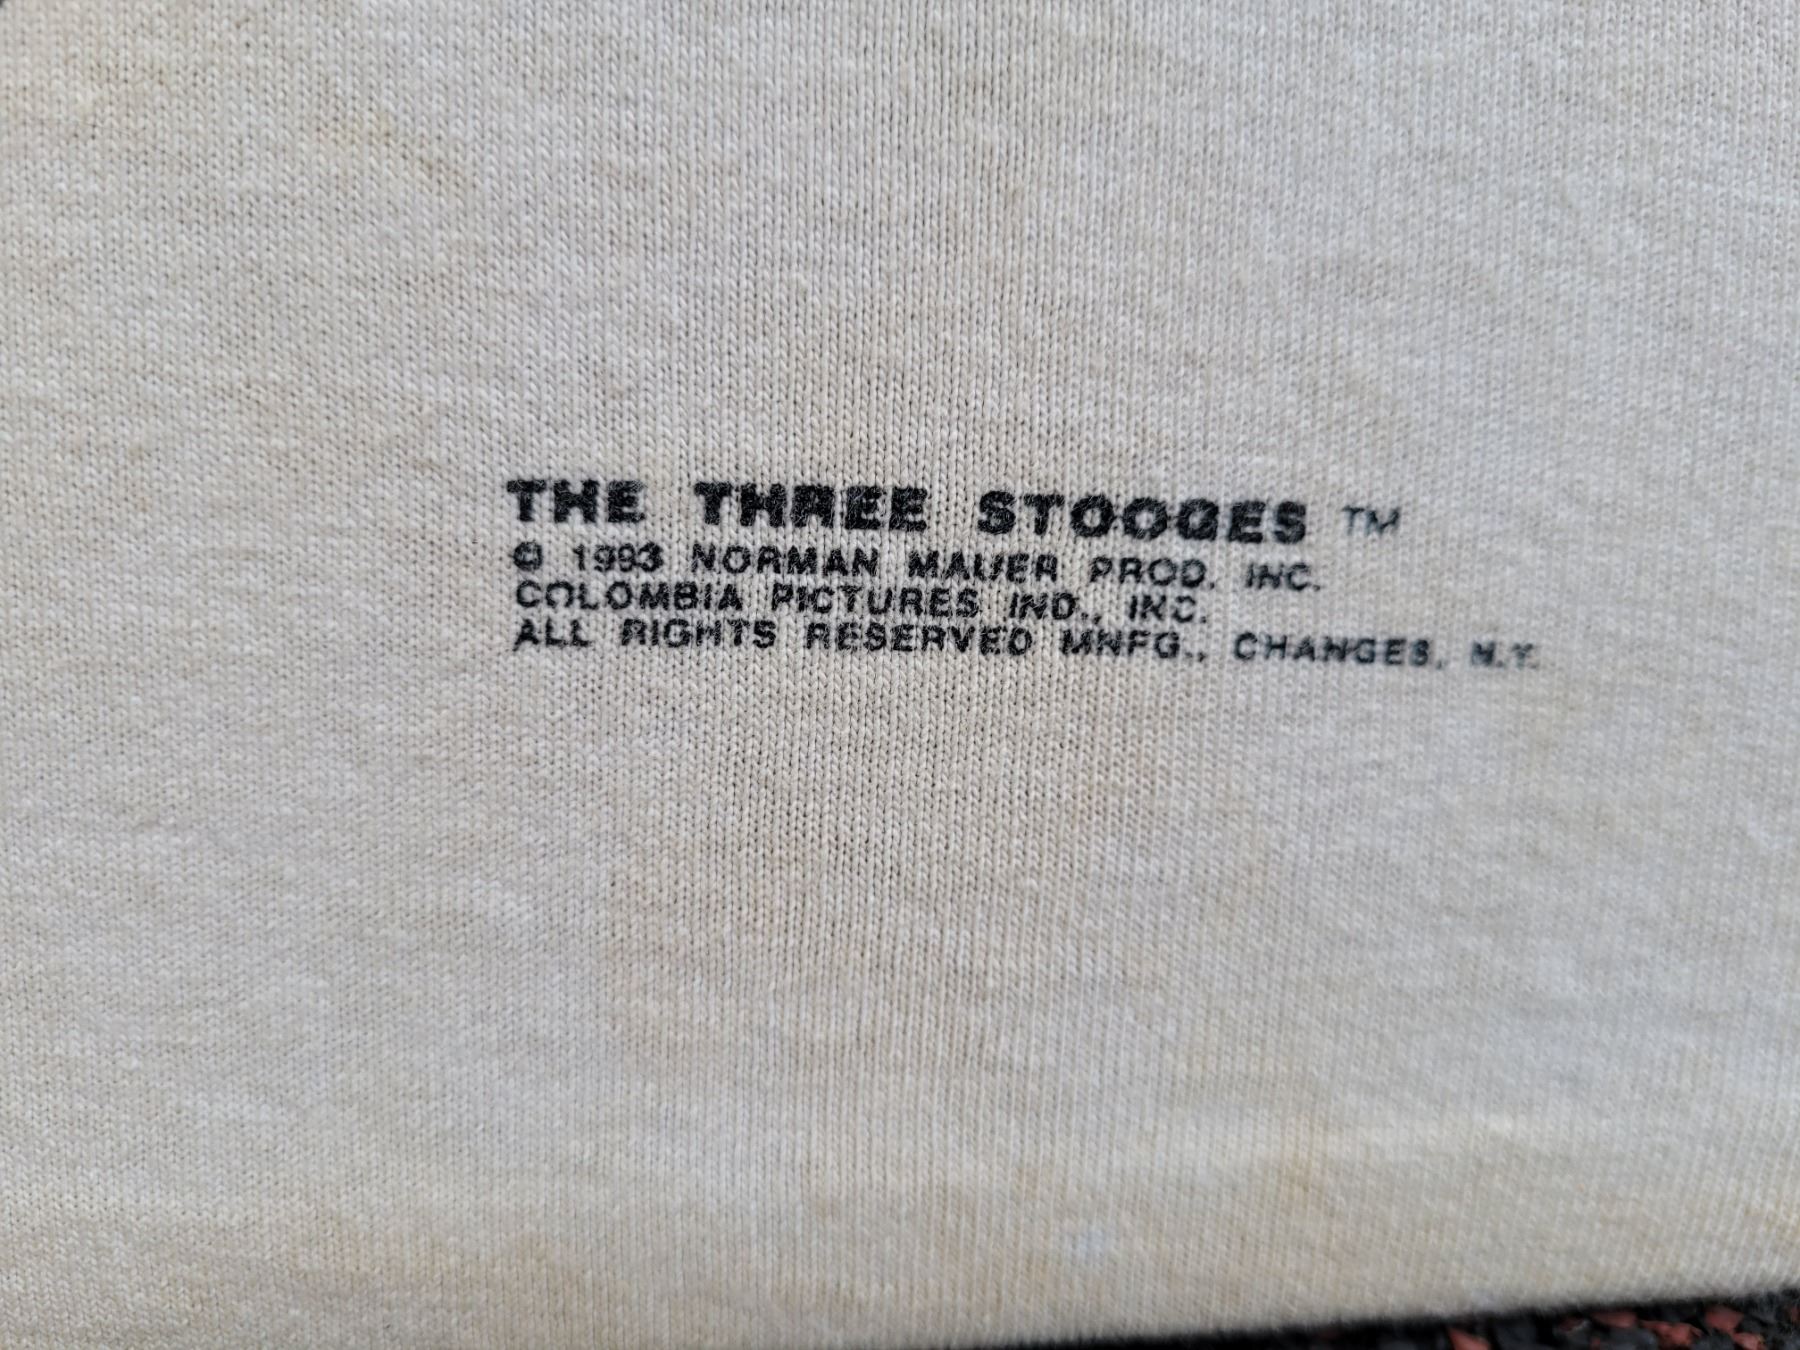 THE THREE STOOGES ™
© 1993 NORMAN MAUER PROD. INC.
COLOMBIA PICTURES IND., INC.
ALL RIGHTS RESERVED MNFG., CHANGES, N.Y.